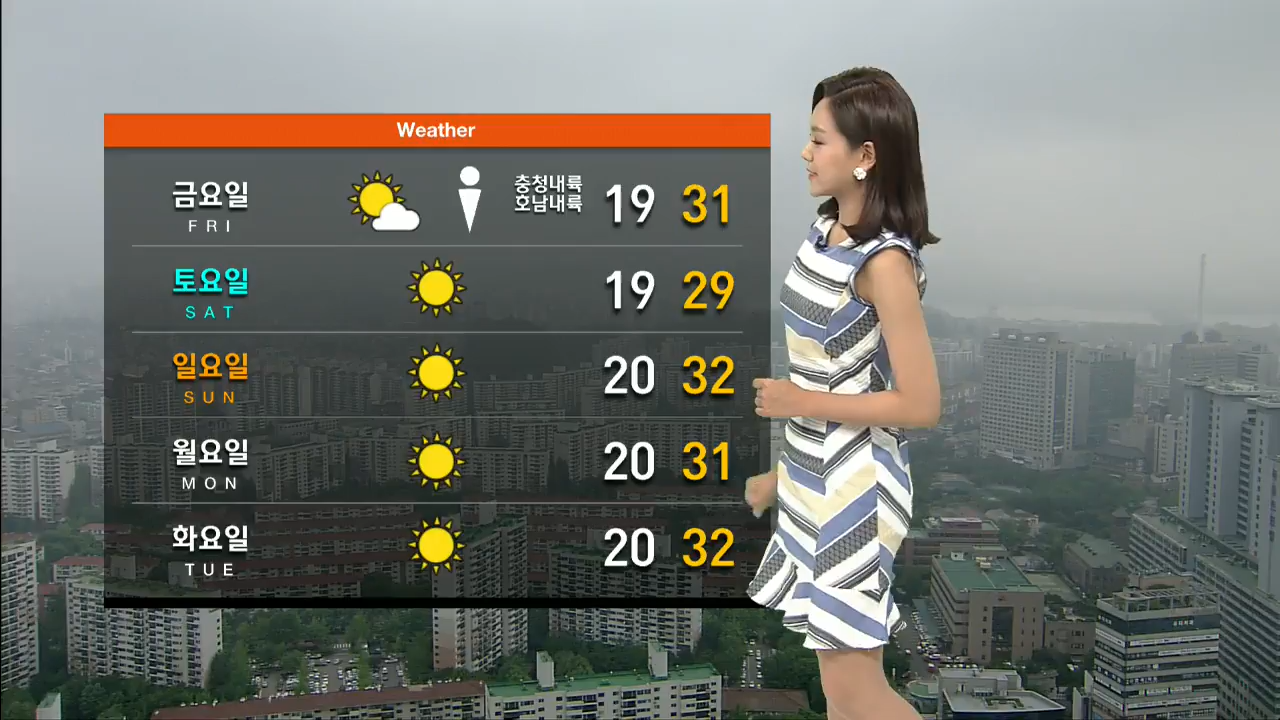 Weather
금요일
FRI
충청내륙
호남내륙
19 31
토요일
SAT
19 29
일요일
SUN
20 32
월요일
MON
20 31
화요일
TUE
20 32